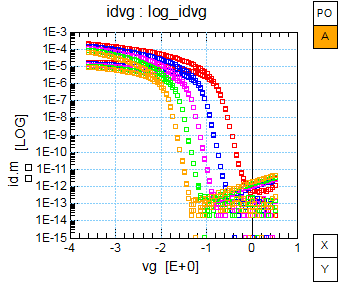 idvg : log_idvg
PO
A
1E-3
1E-4
1E-5
1E-6
1E-7
1E-8
1E-9
1E-10
1E-11
1E-12
1E-13
1E-14
1E-15
id.m [LOG]
-4 -3 -2 -1 0 1
vg [E+0]
X
Y